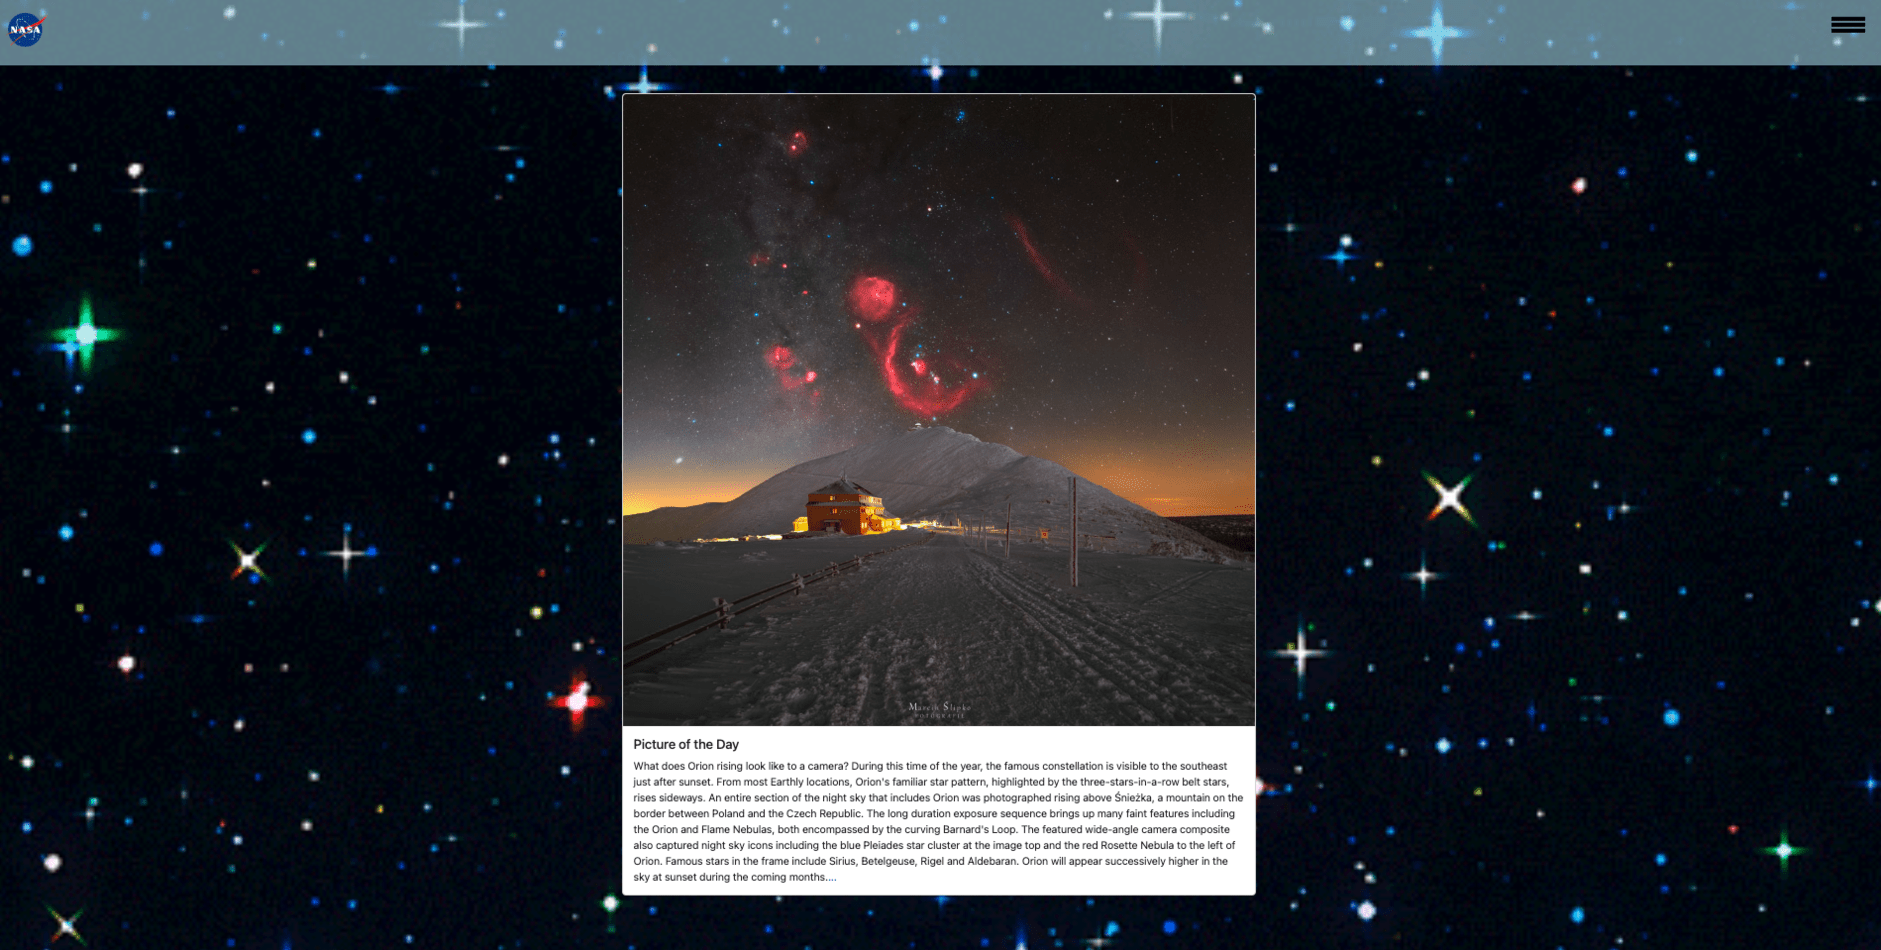 NASA
Marcin Ślipko
FOTOGRAFIE
Picture of the Day
What does Orion rising look like to a camera? During this time of the year, the famous constellation is visible to the southeast
just after sunset. From most Earthly locations, Orion's familiar star pattern, highlighted by the three-stars-in-a-row belt stars,
rises sideways. An entire section of the night sky that includes Orion was photographed rising above Śnieżka, a mountain on the
border between Poland and the Czech Republic. The long duration exposure sequence brings up many faint features including
the Orion and Flame Nebulas, both encompassed by the curving Barnard's Loop. The featured wide-angle camera composite
also captured night sky icons including the blue Pleiades star cluster at the image top and the red Rosette Nebula to the left of
Orion. Famous stars in the frame include Sirius, Betelgeuse, Rigel and Aldebaran. Orion will appear successively higher in the
sky at sunset during the coming months....